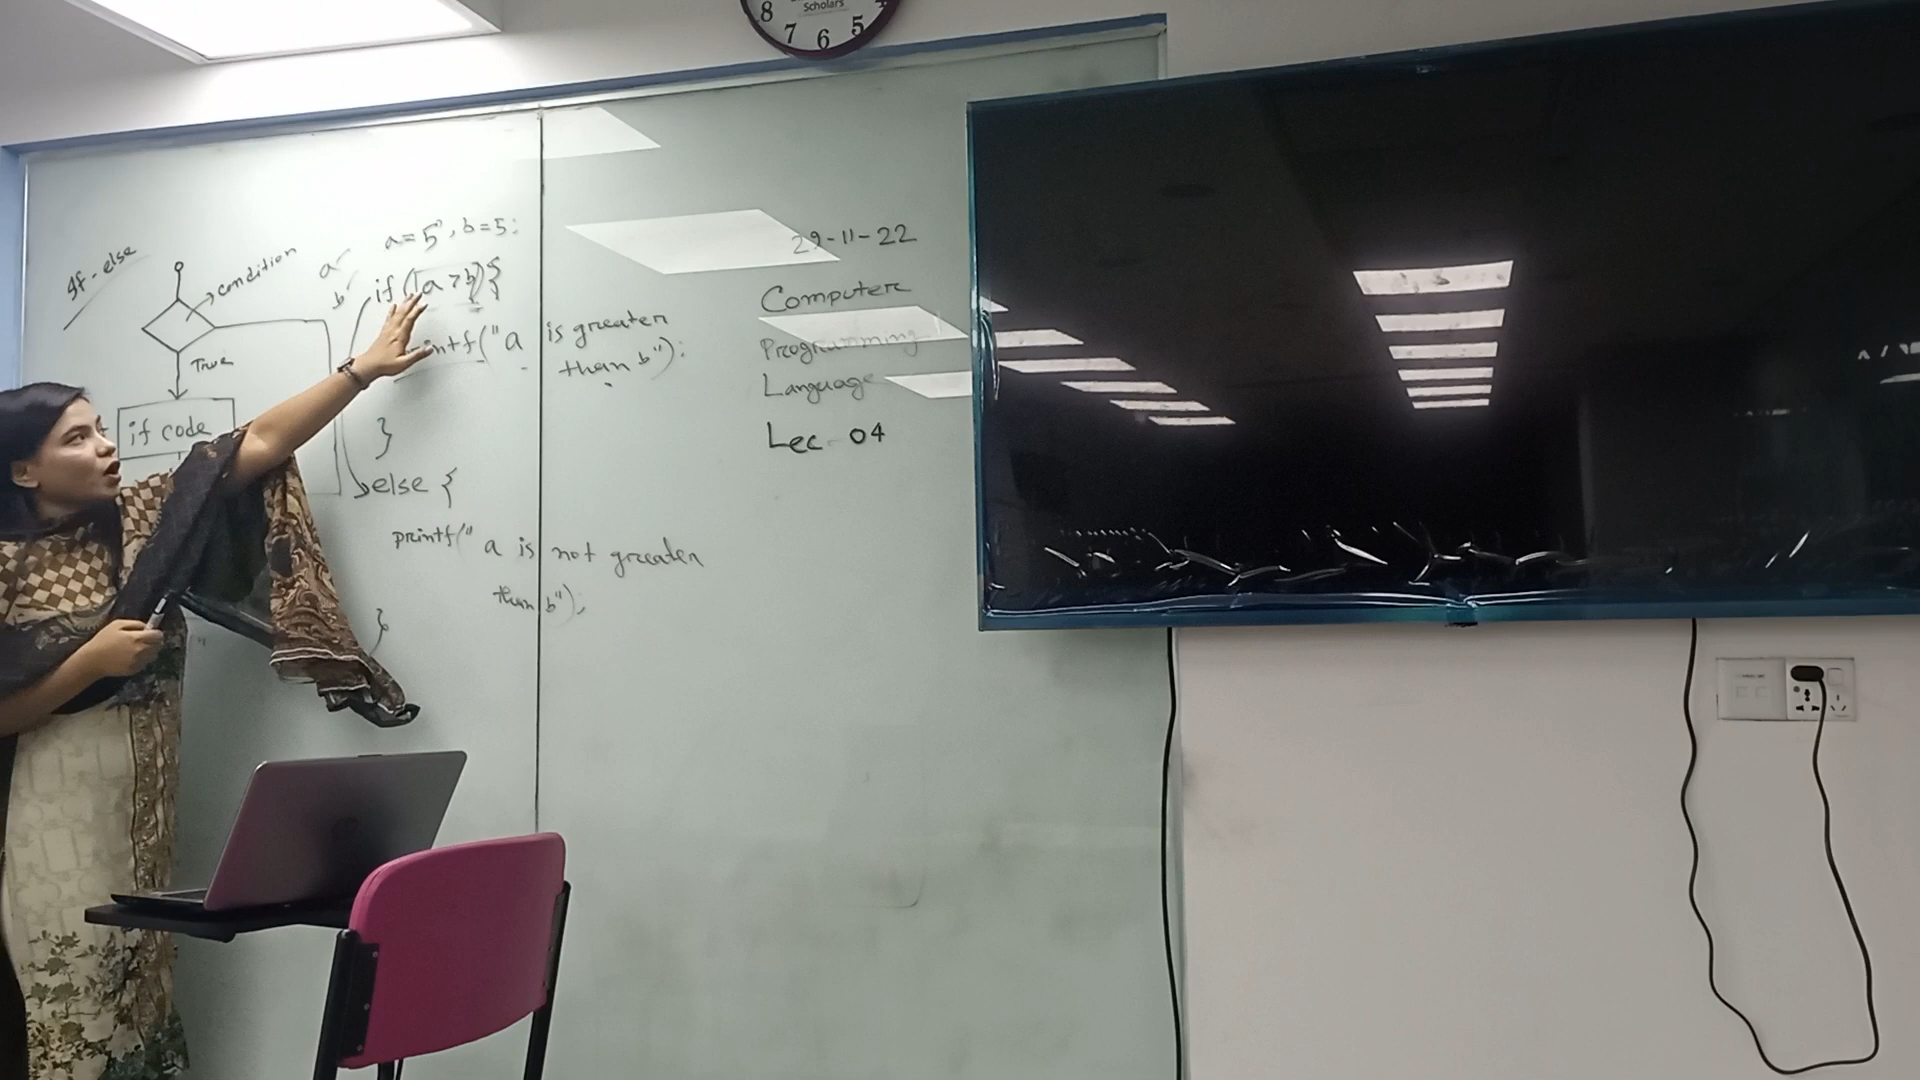 Scholars
8 7 6 5 4
If-else
condition
True
if code
a
b
a=5, b=5;
if (a>b){
printf("a is greater
than b");
}
else {
printf(" a is not greater
than b");
}
29-11-22
Computer
Programming
Language
Lec-04